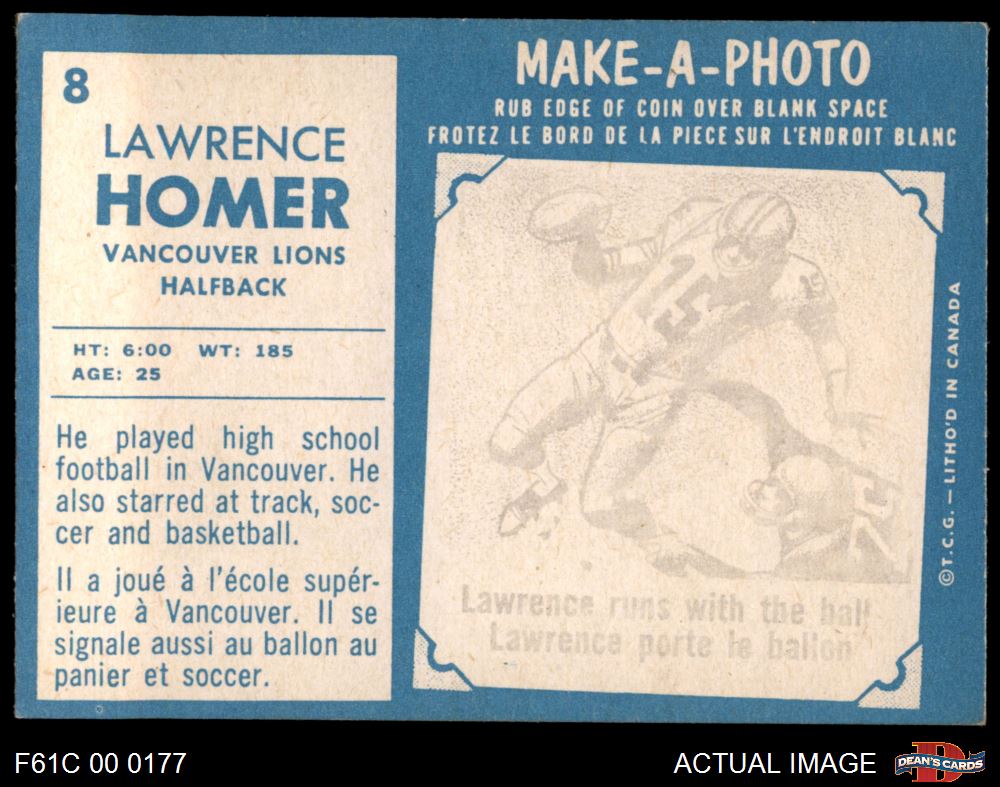 8
LAWRENCE
HOMER
VANCOUVER LIONS
HALFBACK
HT: 6:00 WT: 185
AGE: 25
He played high school
football in Vancouver. He
also starred at track, soc-
cer and basketball.
Il a joué à l'école supér-
ieure à Vancouver. Il se
signale aussi au ballon au
panier et soccer.
MAKE-A-PHOTO
RUB EDGE OF COIN OVER BLANK SPACE
FROTEZ LE BORD DE LA PIECE SUR L'ENDROIT BLANC
15
Lawrence runs with the ball
Lawrence porte le ballon
©T.C.G. — LITHO'D IN CANADA
F61C 00 0177
ACTUAL IMAGE
D
DEAN'S CARDS